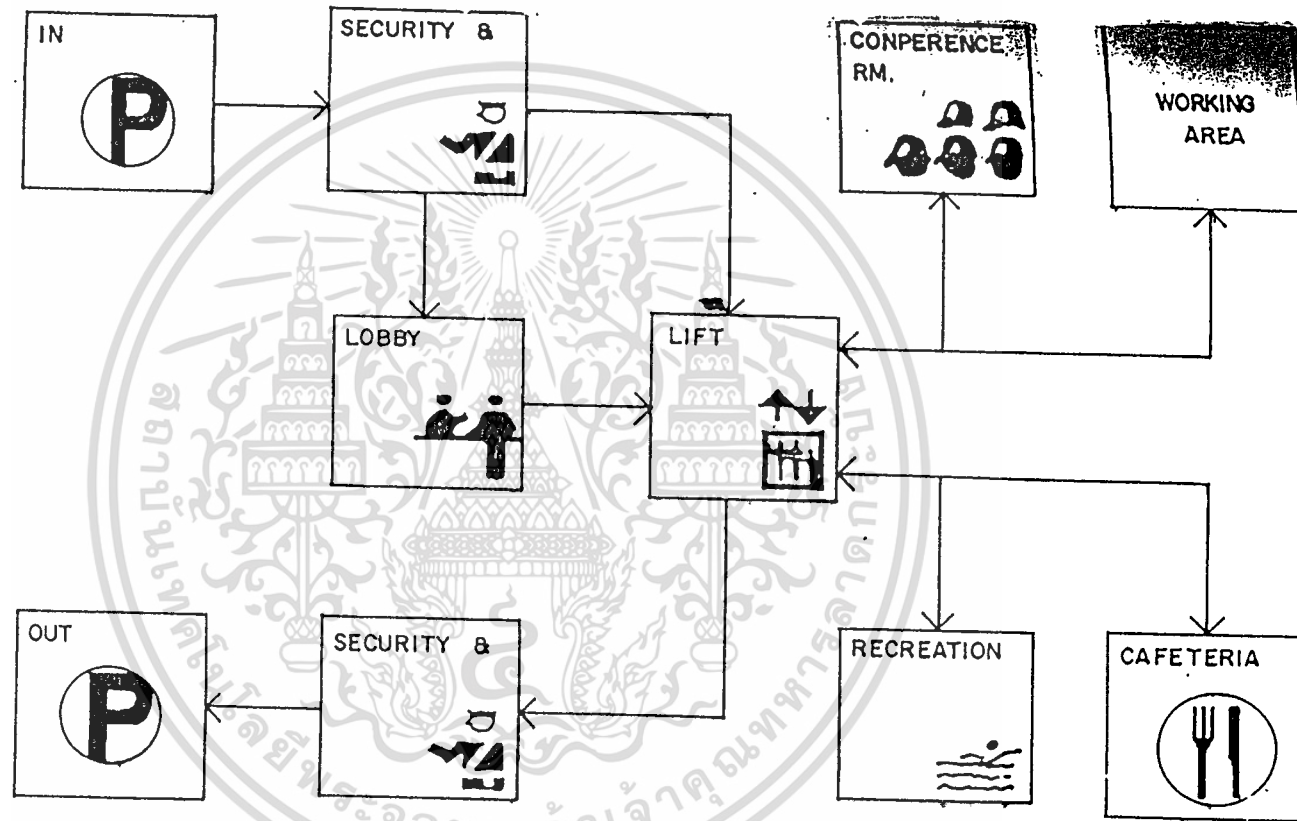 IN
P
SECURITY &
CONPERENCE
RM.
WORKING
AREA
LOBBY
LIFT
OUT
P
SECURITY &
RECREATION
CAFETERIA